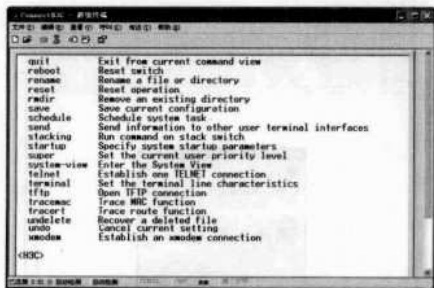 quit Exit from current command view
reboot Reset switch
rename Rename a file or directory
reset Reset operation
rmdir Remove an existing directory
save Save current configuration
schedule Schedule system task
send Send information to other user terminal interfaces
stacking Run command on stack switch
startup Specify system startup parameters
super Set the current user priority level
system-view Enter the System View
telnet Establish one TELNET connection
terminal Set the terminal line characteristics
tftp Open TFTP connection
tracemac Trace MAC function
tracert Trace route function
undelete Recover a deleted file
undo Cancel current setting
xmodem Establish an xmodem connection
<H3C>